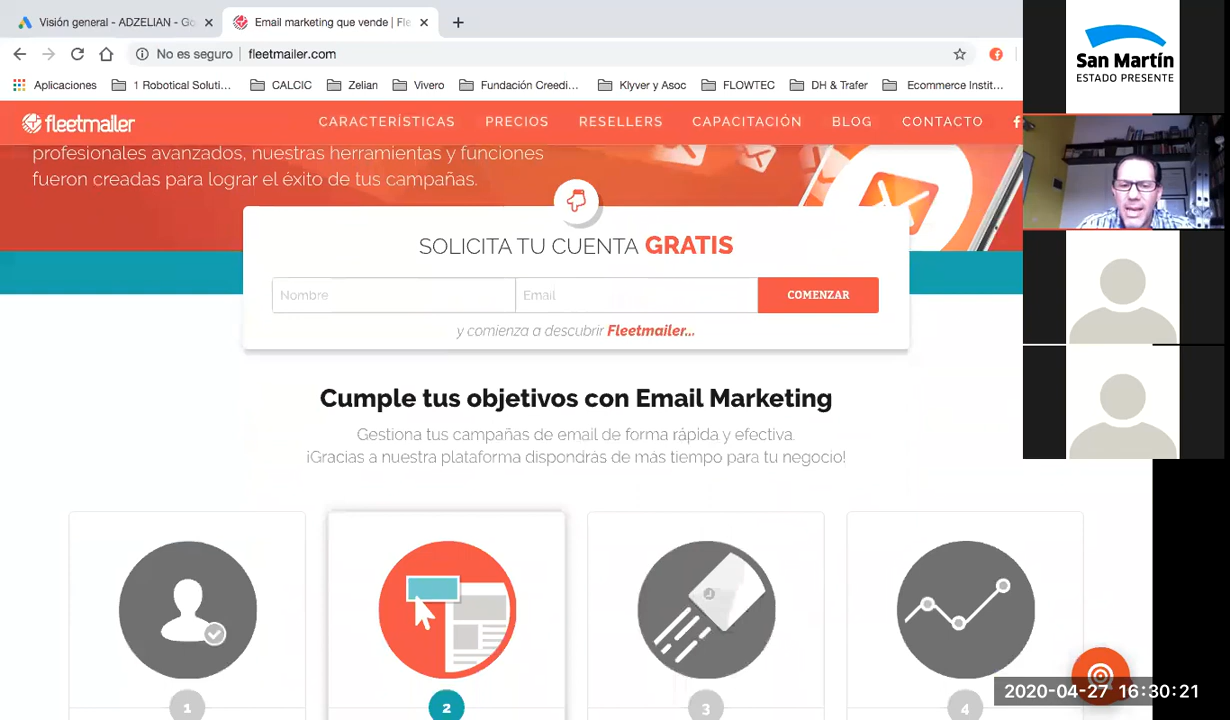 Visión general - ADZELIAN - Go
Email marketing que vende | Fle
No es seguro
fleetmailer.com
Aplicaciones
1 Robotical Soluti...
CALCIC
Zelian
Vivero
Fundación Creedi...
Klyver y Asoc
FLOWTEC
DH & Trafer
Ecommerce Instit...
fleetmailer
CARACTERÍSTICAS
PRECIOS
RESELLERS
CAPACITACIÓN
BLOG
CONTACTO
profesionales avanzados, nuestras herramientas y funciones
fueron creadas para lograr el éxito de tus campañas.
SOLICITA TU CUENTA GRATIS
Nombre
Email
COMENZAR
y comienza a descubrir Fleetmailer...
Cumple tus objetivos con Email Marketing
Gestiona tus campañas de email de forma rápida y efectiva.
¡Gracias a nuestra plataforma dispondrás de más tiempo para tu negocio!
1
2
3
4
San Martín
ESTADO PRESENTE
2020-04-27 16:30:21